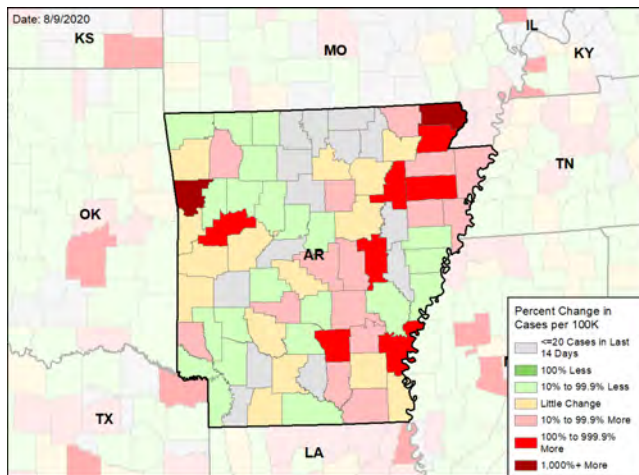 Date: 8/9/2020
KS
MO
IL
KY
OK
AR
TN
TX
LA
Percent Change in
Cases per 100K
<=20 Cases in Last
14 Days
100% Less
10% to 99.9% Less
Little Change
10% to 99.9% More
100% to 999.9%
More
1,000%+ More